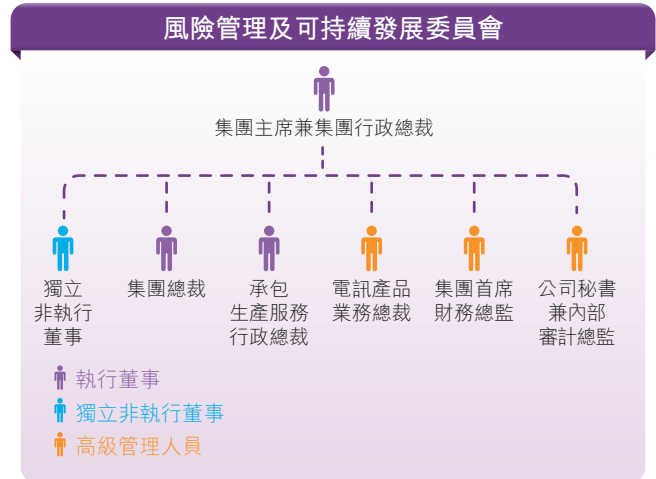 風險管理及可持續發展委員會
集團主席兼集團行政總裁
獨立
非執行
董事
集團總裁
承包
生產服務
行政總裁
電訊產品
業務總裁
集團首席
財務總監
公司秘書
兼內部
審計總監
執行董事
獨立非執行董事
高級管理人員